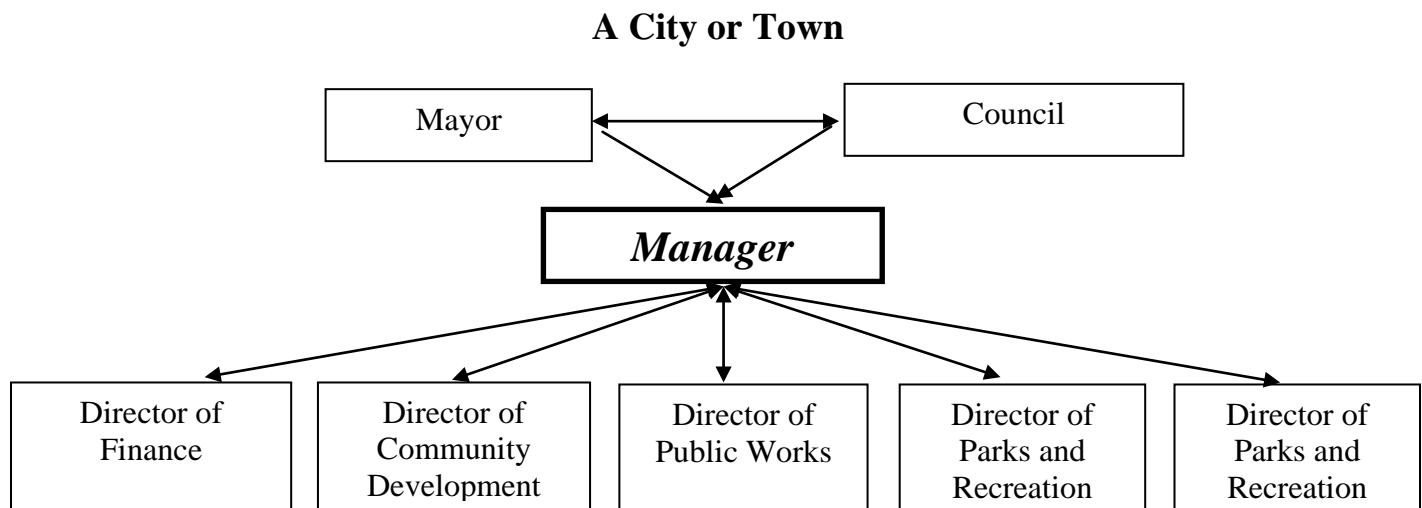 A City or Town
Mayor
Council
Manager
Director of
Finance
Director of
Community
Development
Director of
Public Works
Director of
Parks and
Recreation
Director of
Parks and
Recreation